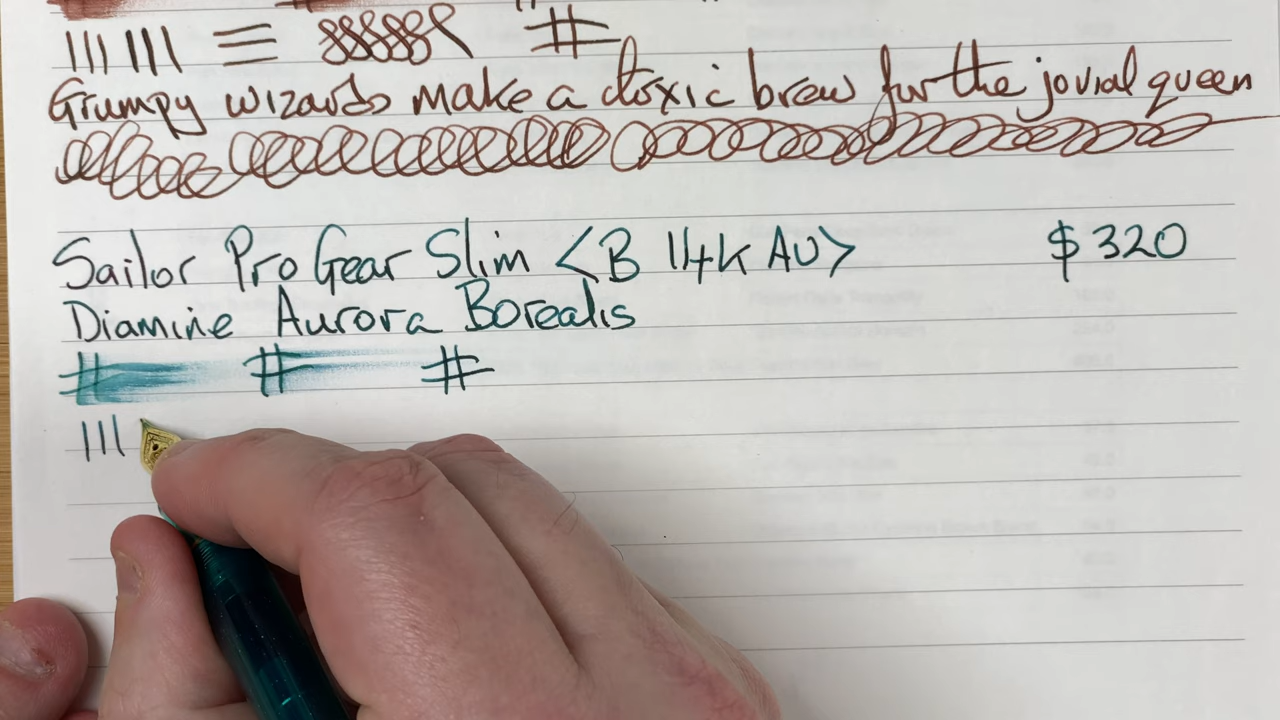 Grumpy wizards make a toxic brew for the jovial queen
Sailor Pro Gear Slim <B 14K AU> $320
Diamine Aurora Borealis
# # #